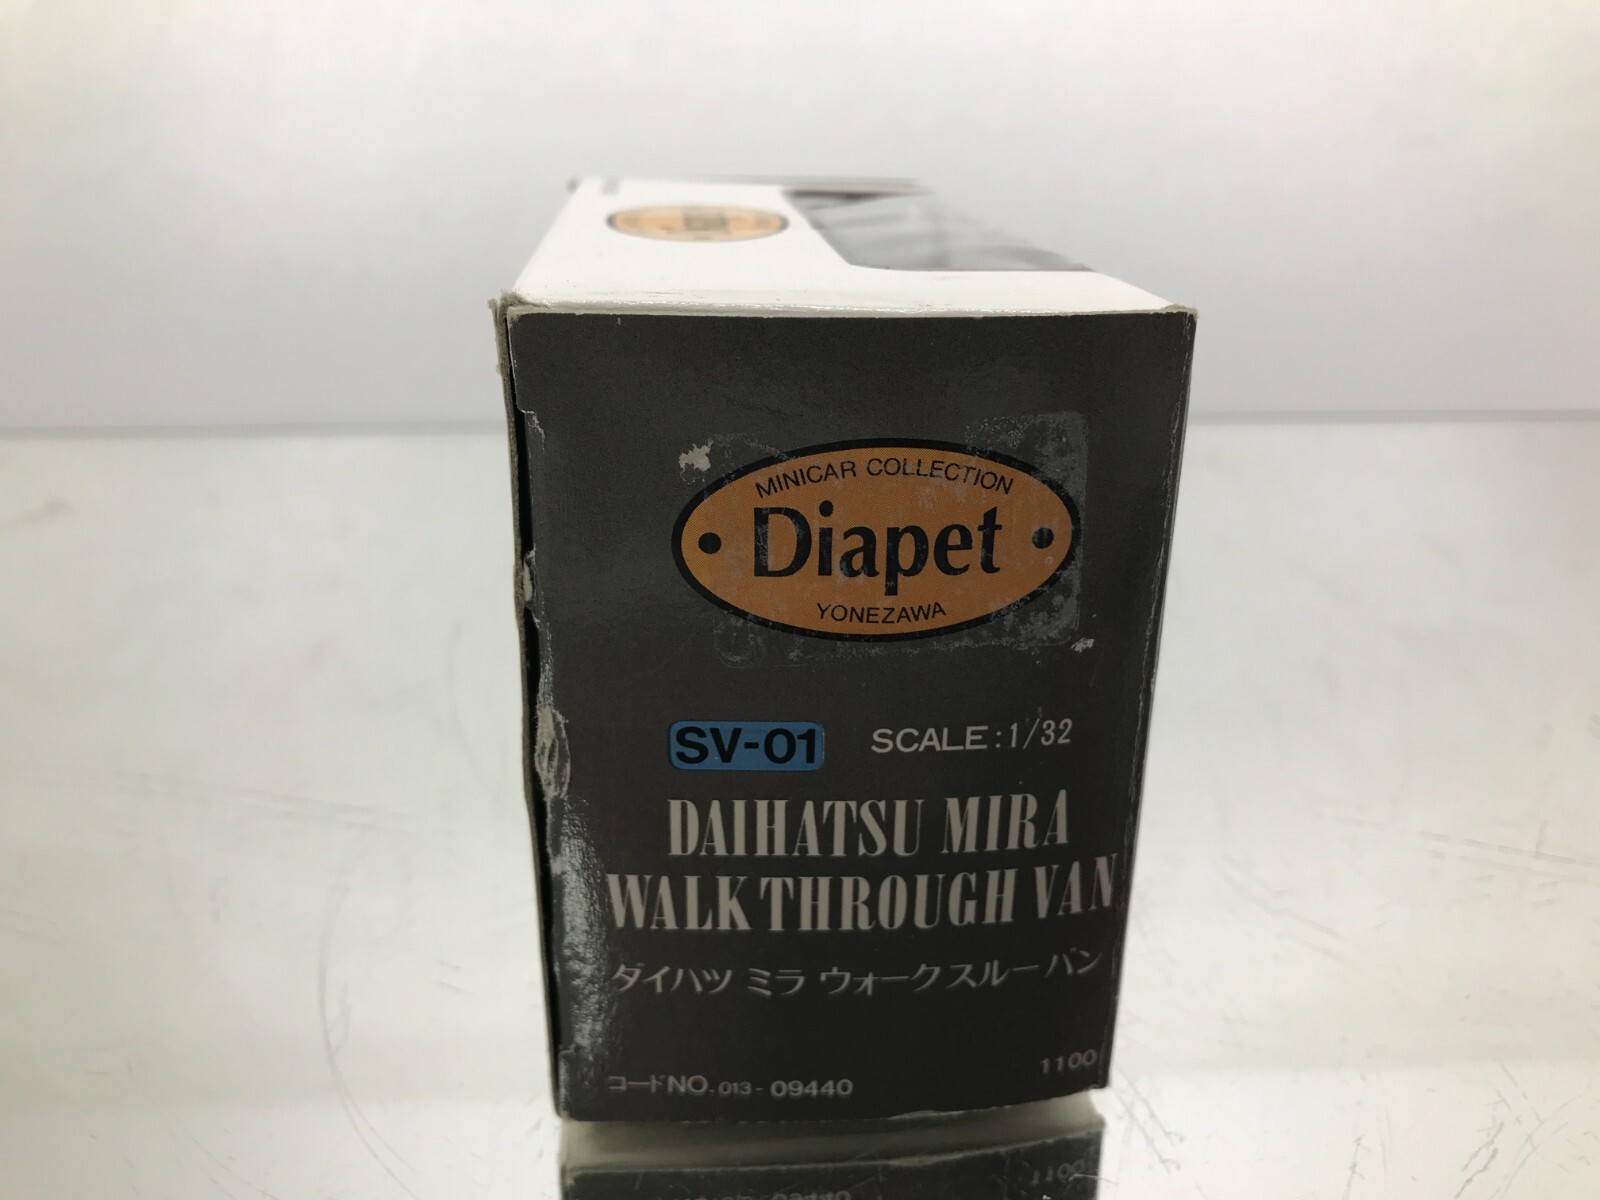 MINICAR COLLECTION
Diapet
YONEZAWA
SV-01 SCALE:1/32
DAIHATSU MIRA
WALK THROUGH VAN
ダイハツ ミラ ウォークスルーバン
コードNO.013-09440 1100